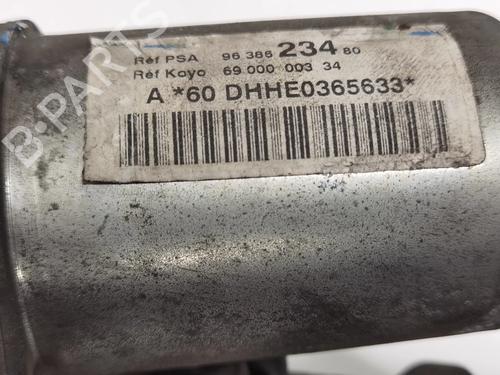 Réf PSA 96 386 234 80
Réf Koyo 69 000 003 34
A *60 DHHE0365633*
B-PARTS